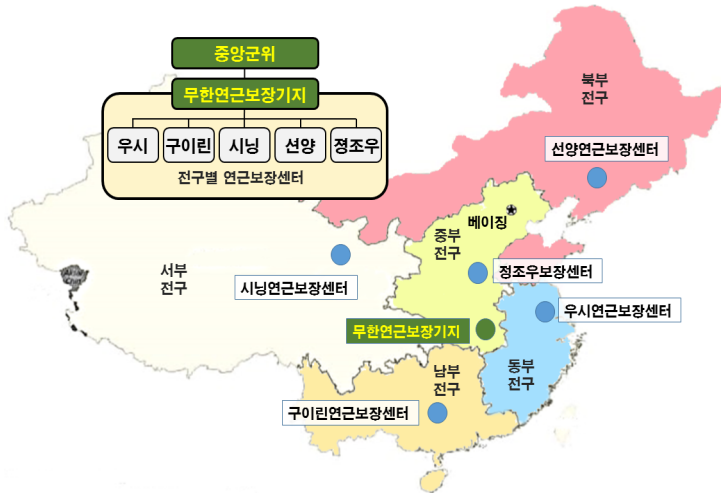 중앙군위
무한연근보장기지
우시 구이린 시닝 션양 정조우
전구별 연근보장센터
북부
전구
선양연근보장센터
베이징
중부
전구
서부
전구
시닝연근보장센터
정조우보장센터
우시연근보장센터
무한연근보장기지
동부
전구
남부
전구
구이린연근보장센터
Aksai
Chin